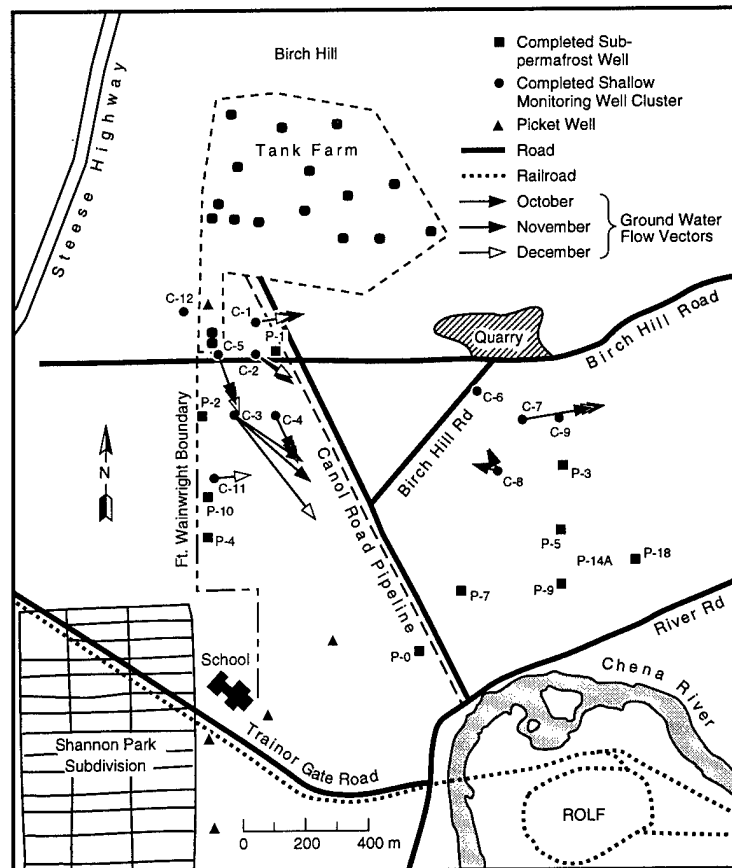 Birch Hill
Completed Sub-
permafrost Well
Completed Shallow
Monitoring Well Cluster
Picket Well
Road
Railroad
October
November
December
Ground Water
Flow Vectors
Steese Highway
Tank Farm
C-12
C-1
P-1
C-5
C-2
Quarry
Birch Hill Road
P-2
C-3
C-4
C-6
C-7
C-9
Birch Hill Rd
N
Ft. Wainwright Boundary
C-11
P-10
P-4
Canol Road Pipeline
C-8
P-3
P-5
P-14A
P-18
P-7
P-9
P-0
River Rd
School
Chena River
Shannon Park
Subdivision
Trainor Gate Road
ROLF
0 200 400 m